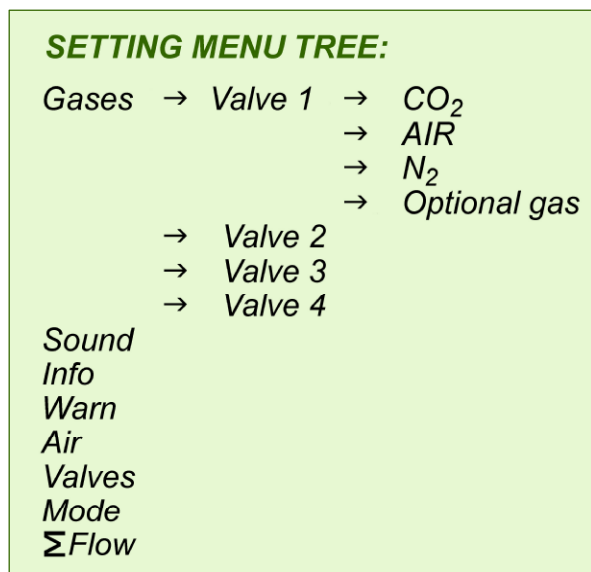 SETTING MENU TREE:
Gases → Valve 1 → CO₂
→ AIR
→ N₂
→ Optional gas
→ Valve 2
→ Valve 3
→ Valve 4
Sound
Info
Warn
Air
Valves
Mode
ΣFlow